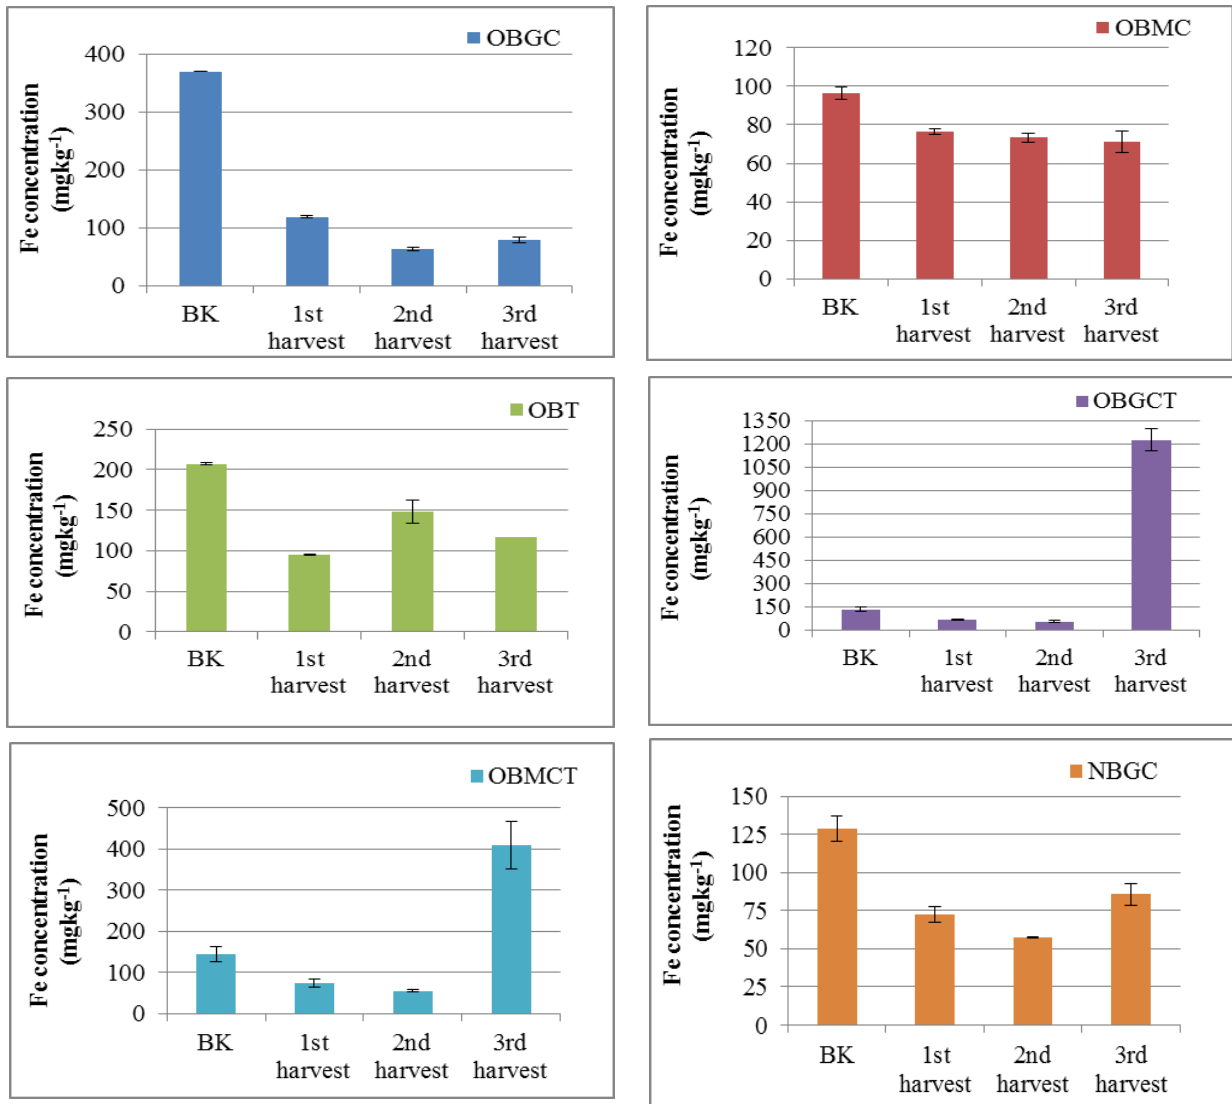 OBGC
Fe concentration
(mgkg⁻¹)
400
300
200
100
0
BK
1st
harvest
2nd
harvest
3rd
harvest
OBMC
Fe concentration
(mgkg⁻¹)
120
100
80
60
40
20
0
BK
1st
harvest
2nd
harvest
3rd
harvest
OBT
Fe concentration
(mgkg⁻¹)
250
200
150
100
50
0
BK
1st
harvest
2nd
harvest
3rd
harvest
OBGCT
Fe concentration
(mgkg⁻¹)
1350
1200
1050
900
750
600
450
300
150
0
BK
1st
harvest
2nd
harvest
3rd
harvest
OBMCT
Fe concentration
(mgkg⁻¹)
500
400
300
200
100
0
BK
1st
harvest
2nd
harvest
3rd
harvest
NBGC
Fe concentration
(mgkg⁻¹)
150
125
100
75
50
25
0
BK
1st
harvest
2nd
harvest
3rd
harvest